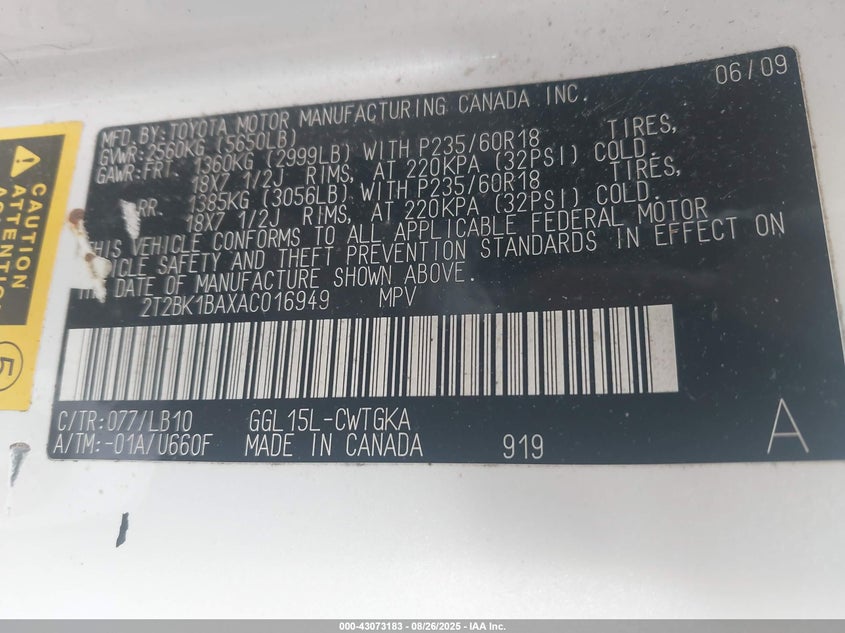 06/09
MFD.BY:TOYOTA MOTOR MANUFACTURING CANADA INC.
GVWR:2560KG (5650LB)
GAWR:FRT. 1360KG (2999LB) WITH P235/60R18 TIRES,
18X7 1/2J RIMS, AT 220KPA (32PSI) COLD.
RR. 1385KG (3056LB) WITH P235/60R18 TIRES,
18X7 1/2J RIMS, AT 220KPA (32PSI) COLD.
THIS VEHICLE CONFORMS TO ALL APPLICABLE FEDERAL MOTOR
SAFETY AND THEFT PREVENTION STANDARDS IN EFFECT ON
DATE OF MANUFACTURE SHOWN ABOVE.
2T2BK1BAXAC016949 MPV
C/TR:077/LB10 GGL15L-CWTGKA
A/TM:-01A/U660F MADE IN CANADA 919
A
CAUTION
5
000-43073183 - 08/26/2025 - IAA Inc.